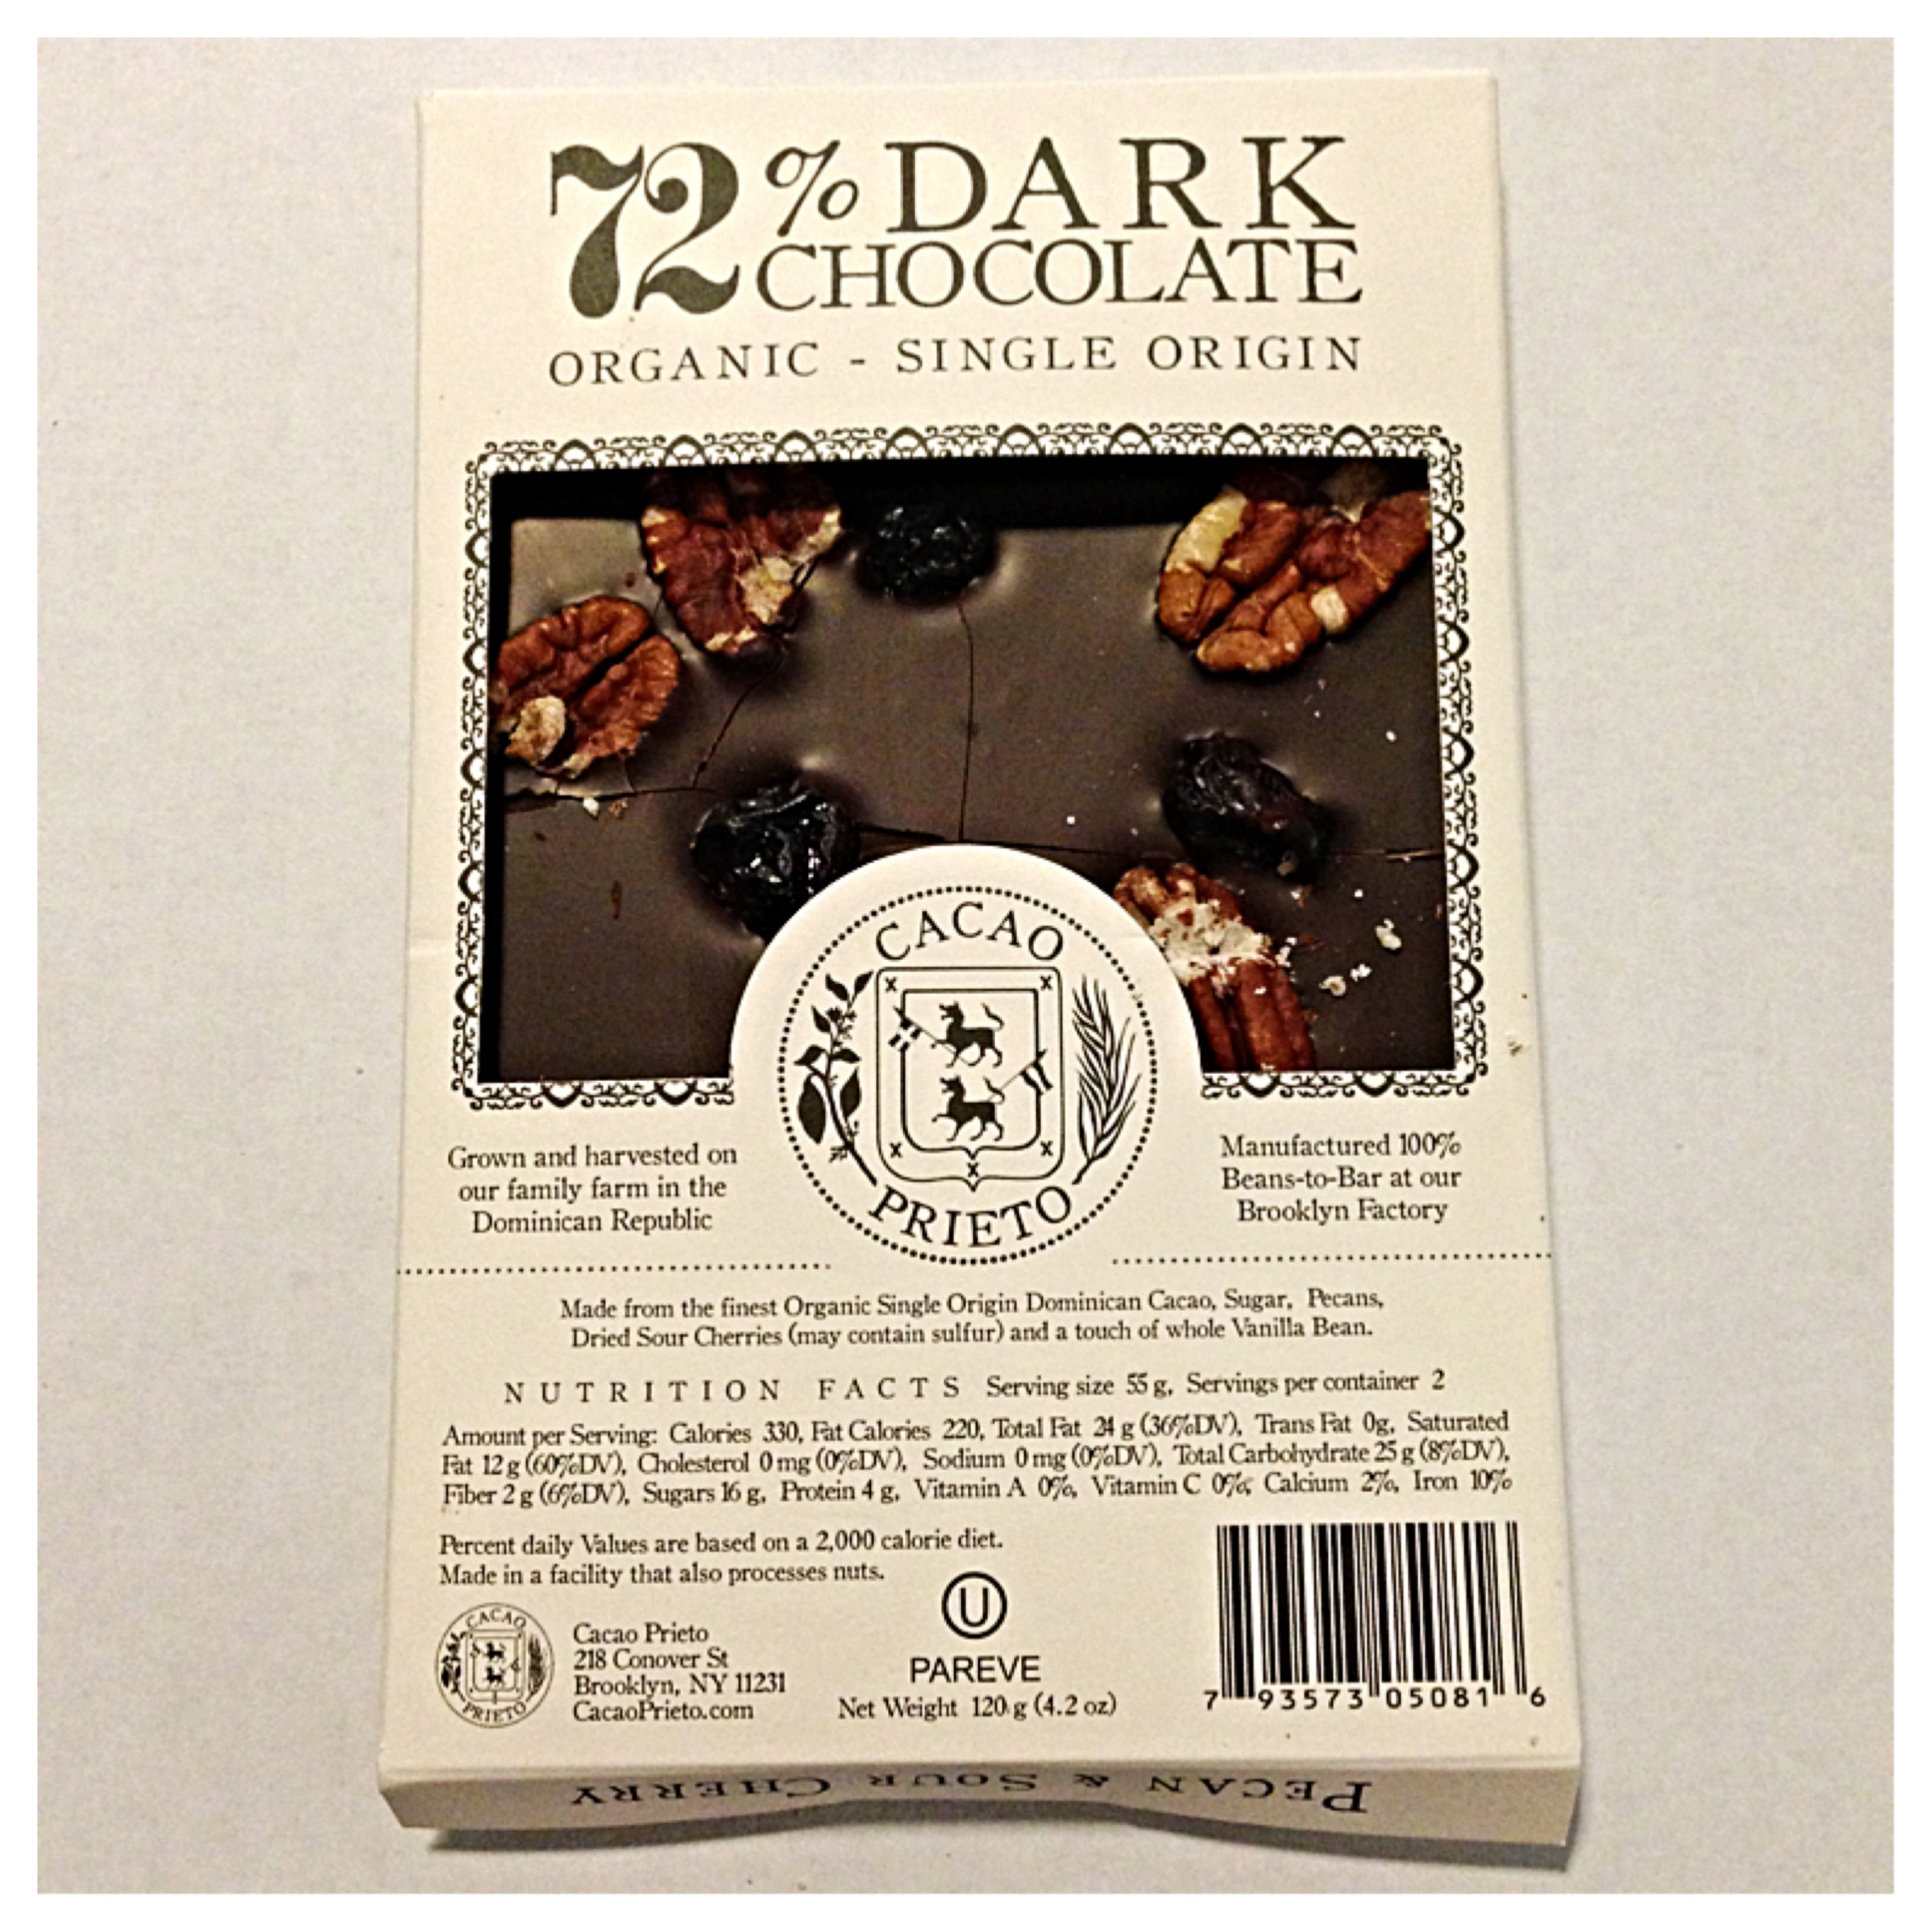 72% DARK
CHOCOLATE
ORGANIC - SINGLE ORIGIN
CACAO
PRIETO
Grown and harvested on
our family farm in the
Dominican Republic
Manufactured 100%
Beans-to-Bar at our
Brooklyn Factory
Made from the finest Organic Single Origin Dominican Cacao, Sugar, Pecans,
Dried Sour Cherries (may contain sulfur) and a touch of whole Vanilla Bean.
NUTRITION FACTS Serving size 55 g, Servings per container 2
Amount per Serving: Calories 330, Fat Calories 220, Total Fat 24 g (36%DV), Trans Fat 0g, Saturated
Fat 12 g (60%DV), Cholesterol 0 mg (0%DV), Sodium 0 mg (0%DV), Total Carbohydrate 25 g (8%DV),
Fiber 2 g (6%DV), Sugars 16 g, Protein 4 g, Vitamin A 0%, Vitamin C 0%, Calcium 2%, Iron 10%
Percent daily Values are based on a 2,000 calorie diet.
Made in a facility that also processes nuts.
CACAO
PRIETO
Cacao Prieto
218 Conover St
Brooklyn, NY 11231
CacaoPrieto.com
U
PAREVE
Net Weight 120 g (4.2 oz)
7 93573 05081 6
PECAN & SOUR CHERRY